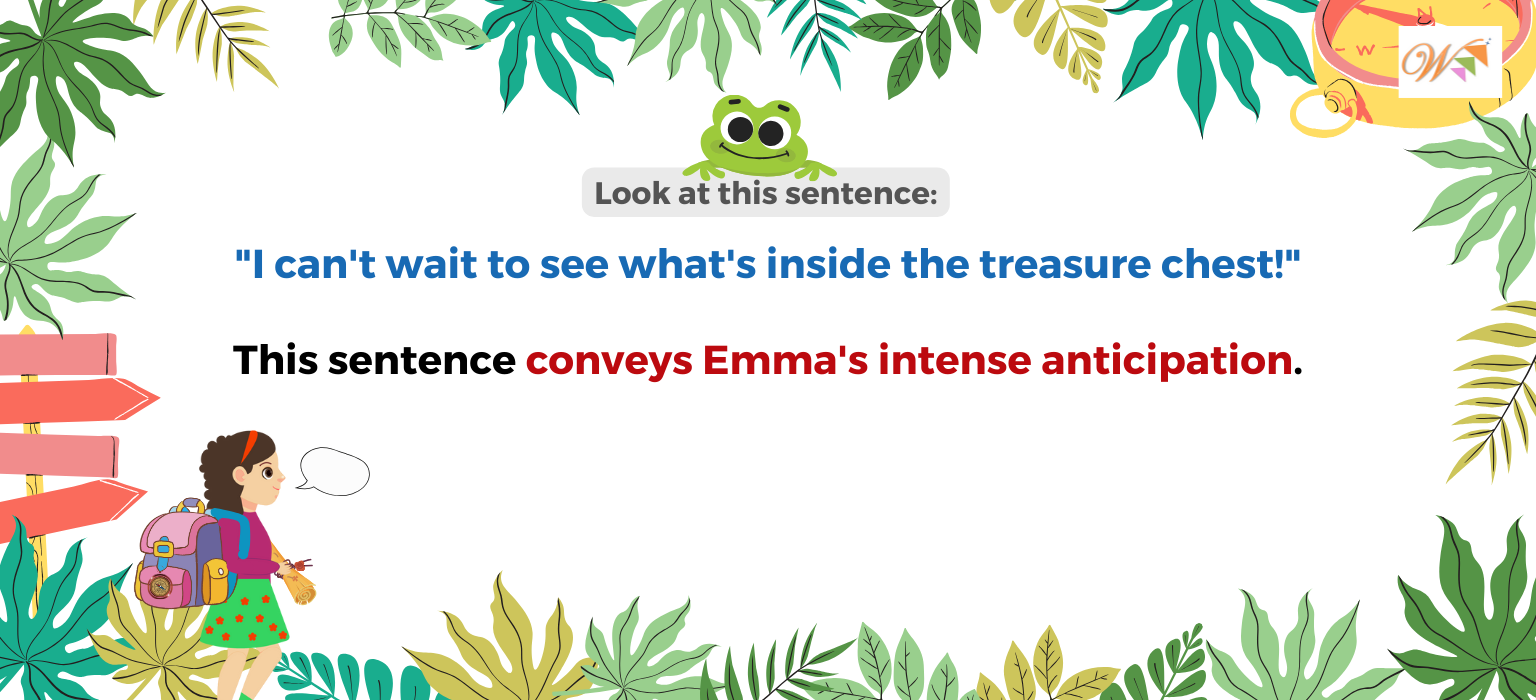 N
W
W
Look at this sentence:
"I can't wait to see what's inside the treasure chest!"
This sentence conveys Emma's intense anticipation.